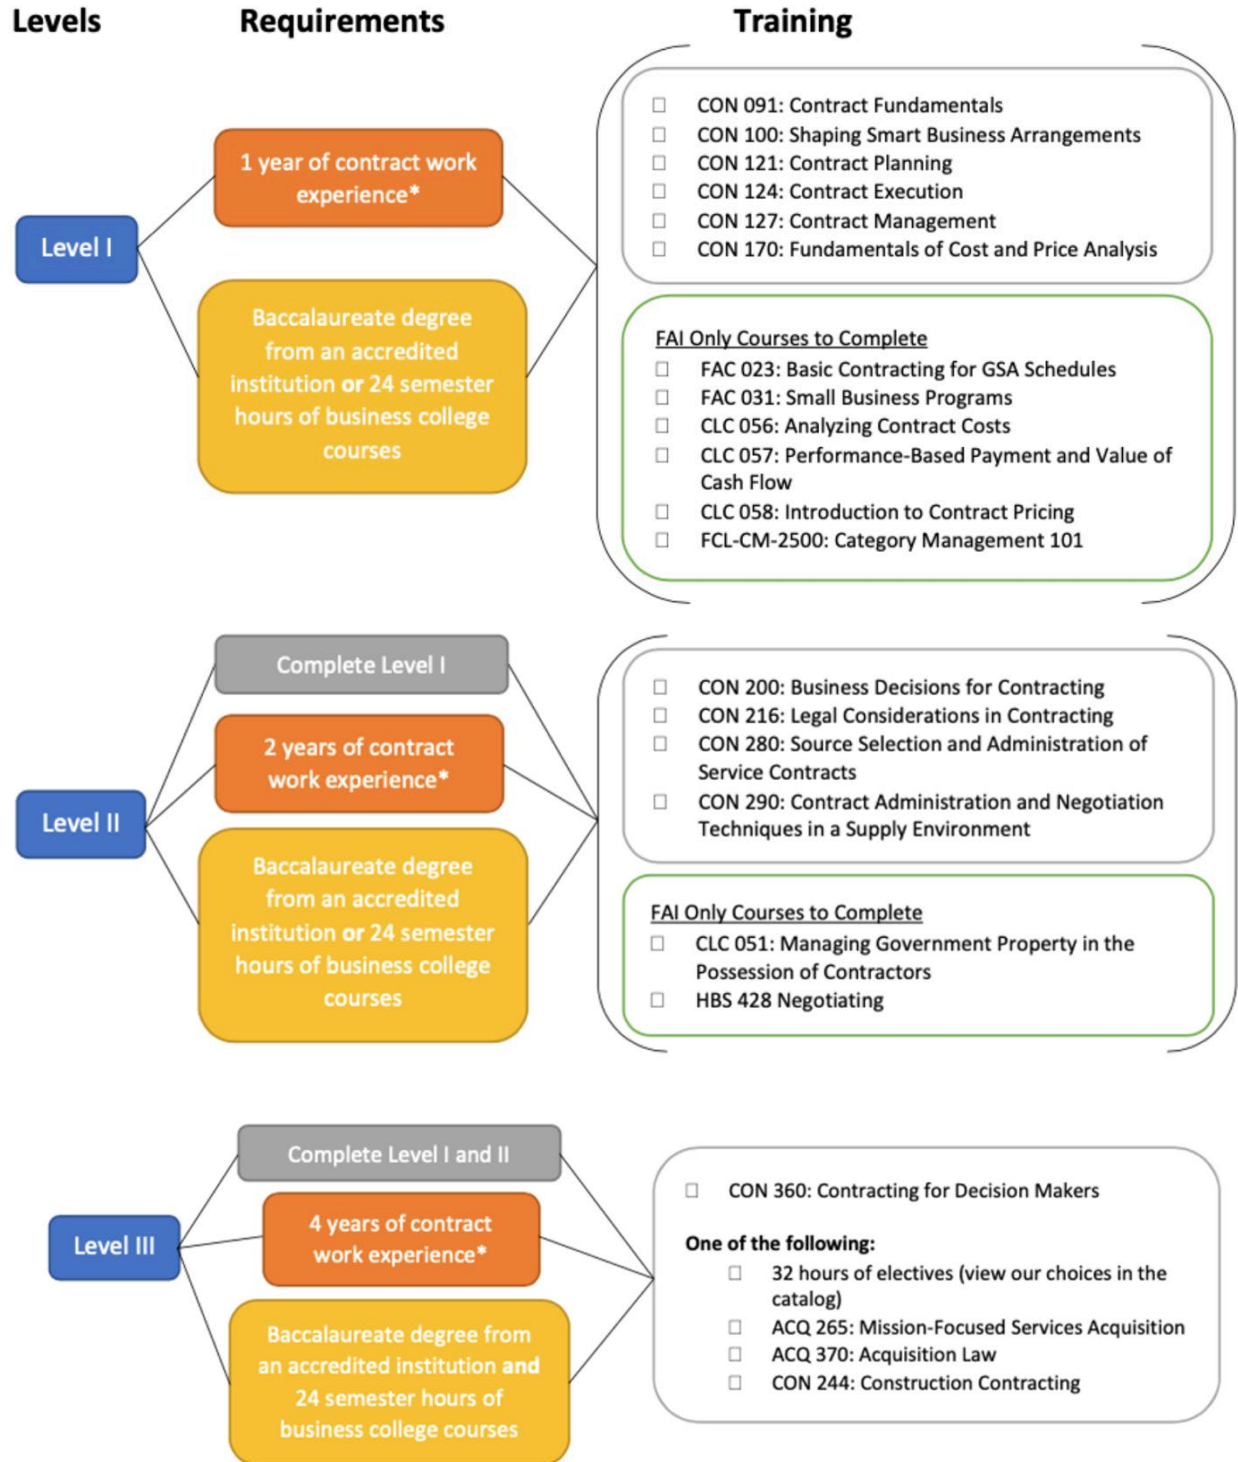 Levels
Requirements
Training
Level I
1 year of contract work
experience*
Baccalaureate degree
from an accredited
institution or 24 semester
hours of business college
courses
☐ CON 091: Contract Fundamentals
☐ CON 100: Shaping Smart Business Arrangements
☐ CON 121: Contract Planning
☐ CON 124: Contract Execution
☐ CON 127: Contract Management
☐ CON 170: Fundamentals of Cost and Price Analysis
FAI Only Courses to Complete
☐ FAC 023: Basic Contracting for GSA Schedules
☐ FAC 031: Small Business Programs
☐ CLC 056: Analyzing Contract Costs
☐ CLC 057: Performance-Based Payment and Value of
Cash Flow
☐ CLC 058: Introduction to Contract Pricing
☐ FCL-CM-2500: Category Management 101
Level II
Complete Level I
2 years of contract
work experience*
Baccalaureate degree
from an accredited
institution or 24 semester
hours of business college
courses
☐ CON 200: Business Decisions for Contracting
☐ CON 216: Legal Considerations in Contracting
☐ CON 280: Source Selection and Administration of
Service Contracts
☐ CON 290: Contract Administration and Negotiation
Techniques in a Supply Environment
FAI Only Courses to Complete
☐ CLC 051: Managing Government Property in the
Possession of Contractors
☐ HBS 428 Negotiating
Level III
Complete Level I and II
4 years of contract
work experience*
Baccalaureate degree from
an accredited institution and
24 semester hours of
business college courses
☐ CON 360: Contracting for Decision Makers
One of the following:
☐ 32 hours of electives (view our choices in the
catalog)
☐ ACQ 265: Mission-Focused Services Acquisition
☐ ACQ 370: Acquisition Law
☐ CON 244: Construction Contracting